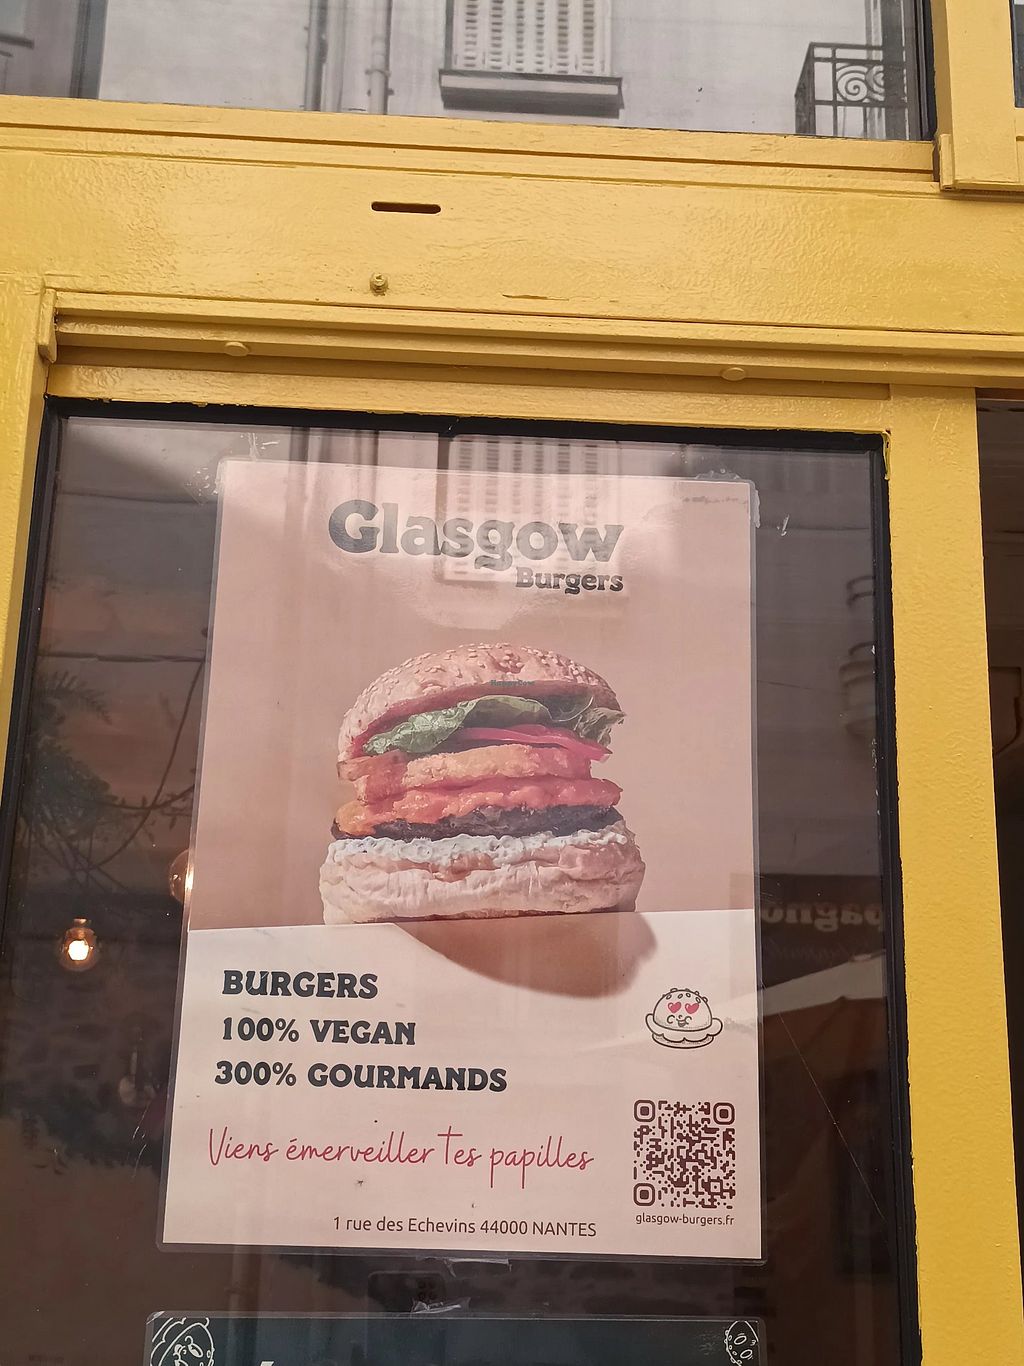 Glasgow
Burgers
HappyCow
BURGERS
100% VEGAN
300% GOURMANDS
Viens émerveiller tes papilles
glasgow-burgers.fr
1 rue des Echevins 44000 NANTES